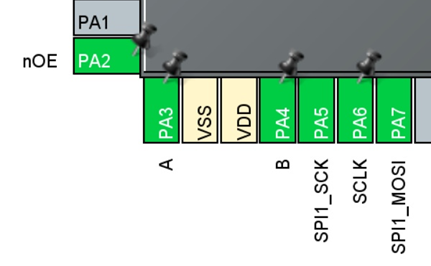 PA1
nOE PA2
PA3
VSS
VDD
PA4
PA5
PA6
PA7
A
B
SPI1_SCK
SCLK
SPI1_MOSI